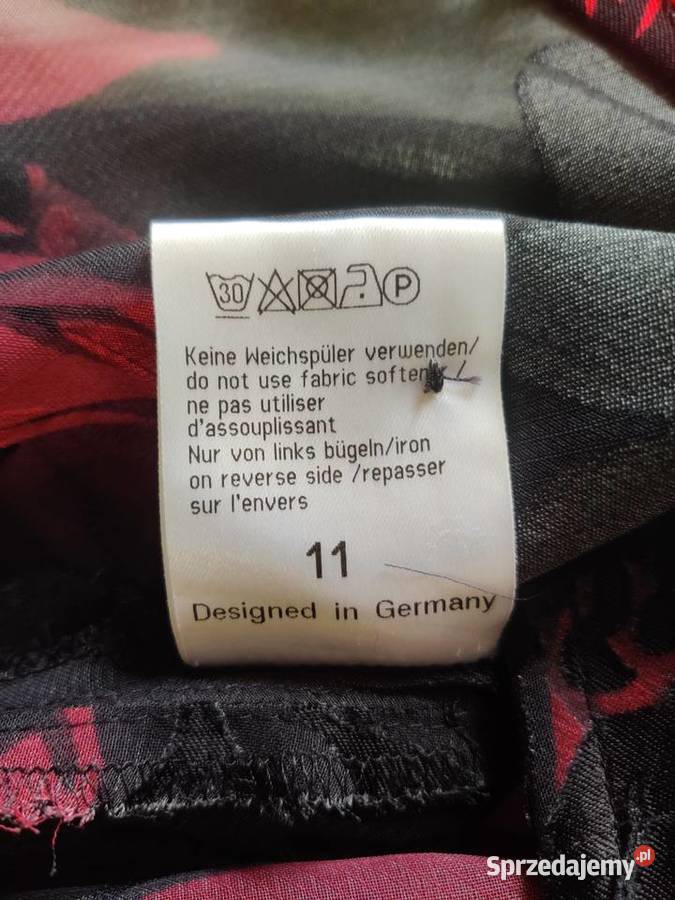 30 P
Keine Weichspüler verwenden/
do not use fabric
ne pas utiliser
d'assouplissant
Nur von links bügeln/iron
on reverse side /repasser
sur l'envers
11
Designed in Germany
Sprzedajemy.pl